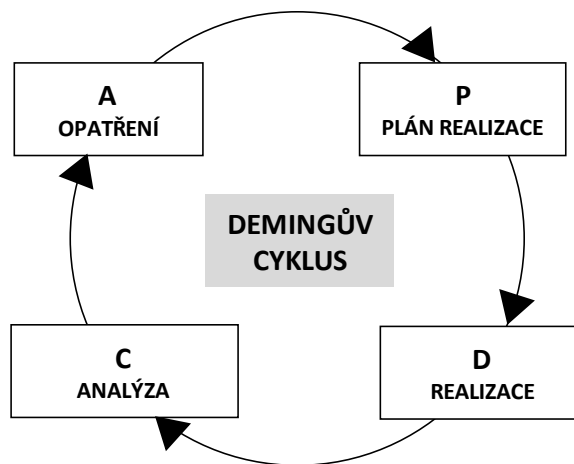 A
OPATŘENÍ
P
PLÁN REALIZACE
DEMINGŮV
CYKLUS
C
ANALÝZA
D
REALIZACE